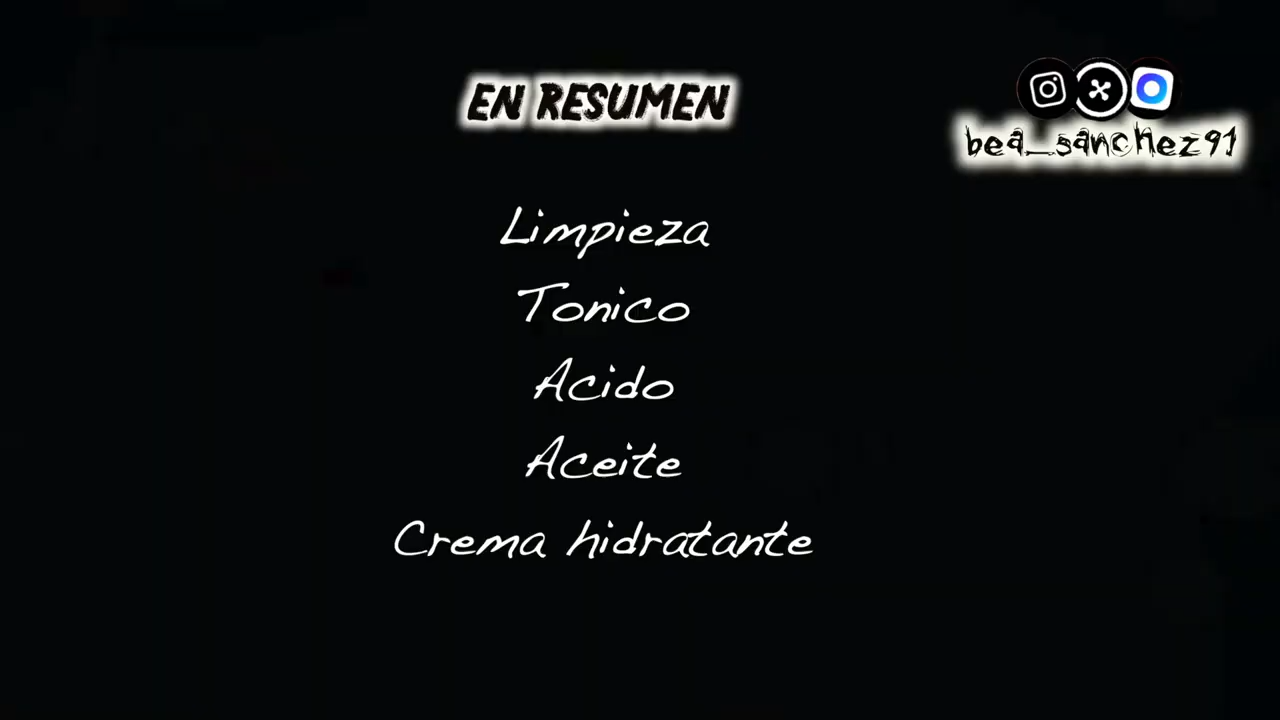 EN RESUMEN
bea_sanchez91
Limpieza
Tonico
Acido
Aceite
Crema hidratante